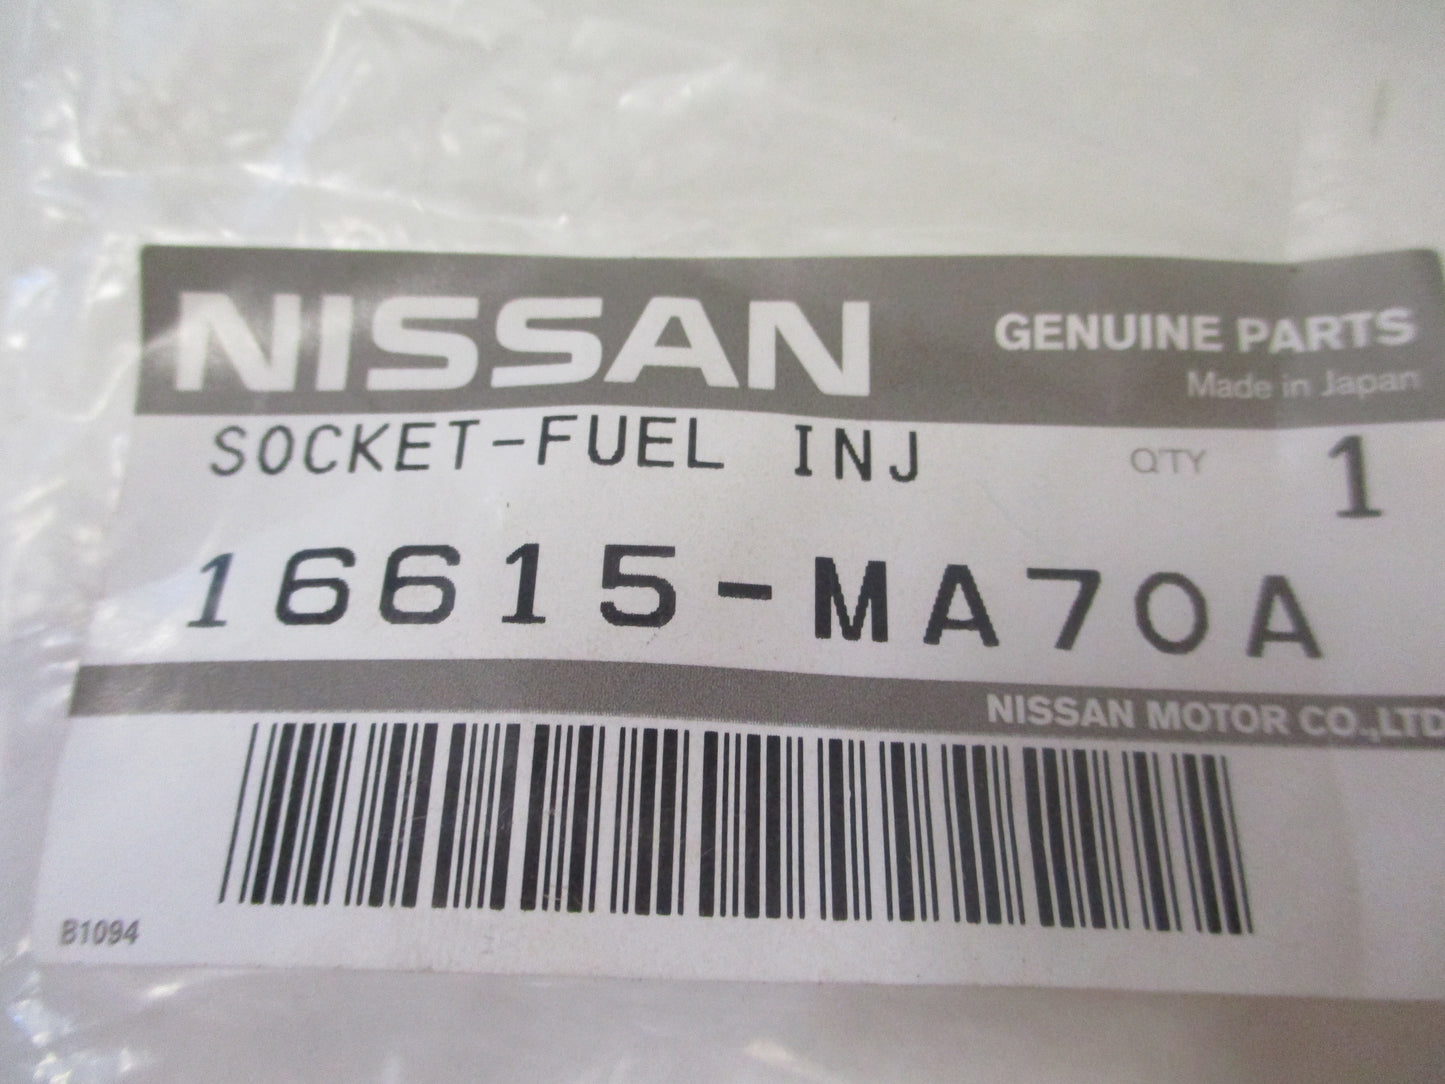 NISSAN
GENUINE PARTS
Made in Japan
SOCKET-FUEL INJ
QTY 1
16615-MA70A
NISSAN MOTOR CO.,LTD
B1094